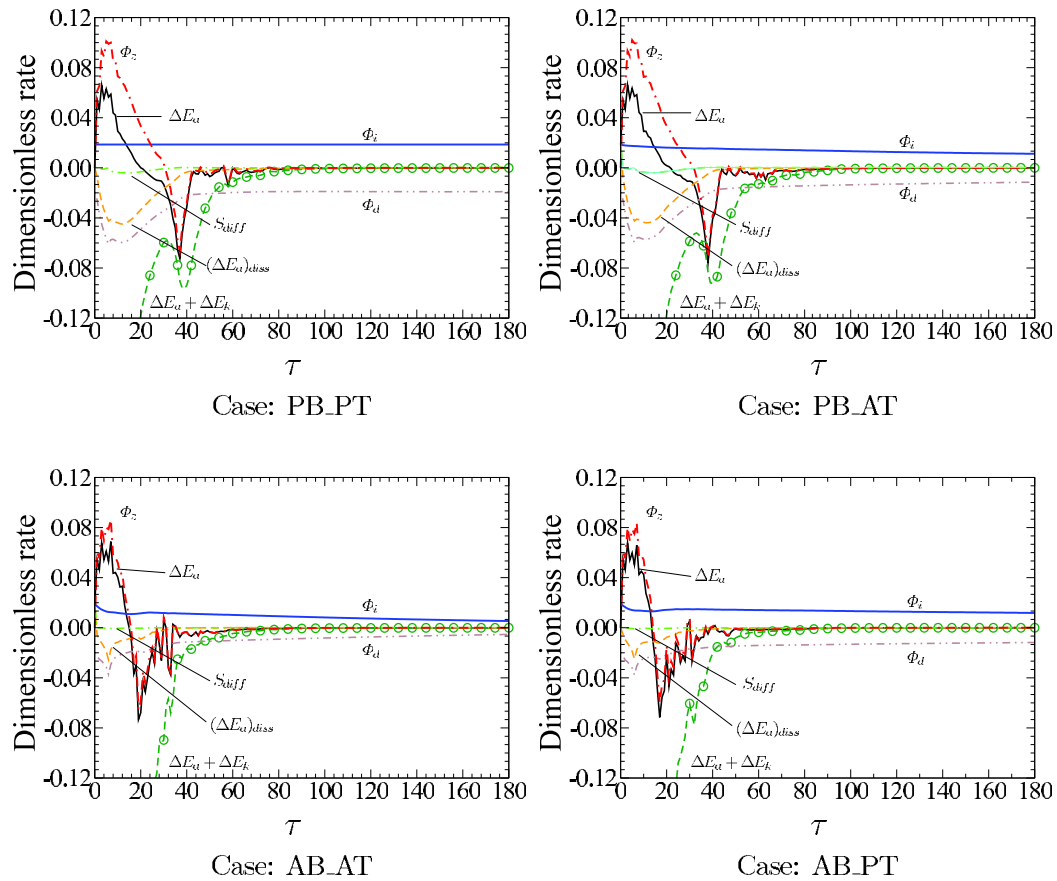 0.12
0.08
0.04
0.00
-0.04
-0.08
-0.12
Dimensionless rate
Φz
ΔEa
Φi
Φd
Sdiff
(ΔEa)diss
ΔEa + ΔEk
0 20 40 60 80 100 120 140 160 180
τ
Case: PB_PT
0.12
0.08
0.04
0.00
-0.04
-0.08
-0.12
Dimensionless rate
Φz
ΔEa
Φi
Φd
Sdiff
(ΔEa)diss
ΔEa + ΔEk
0 20 40 60 80 100 120 140 160 180
τ
Case: PB_AT
0.12
0.08
0.04
0.00
-0.04
-0.08
-0.12
Dimensionless rate
Φz
ΔEa
Φi
Φd
Sdiff
(ΔEa)diss
ΔEa + ΔEk
0 20 40 60 80 100 120 140 160 180
τ
Case: AB_AT
0.12
0.08
0.04
0.00
-0.04
-0.08
-0.12
Dimensionless rate
Φz
ΔEa
Φi
Φd
Sdiff
(ΔEa)diss
ΔEa + ΔEk
0 20 40 60 80 100 120 140 160 180
τ
Case: AB_PT